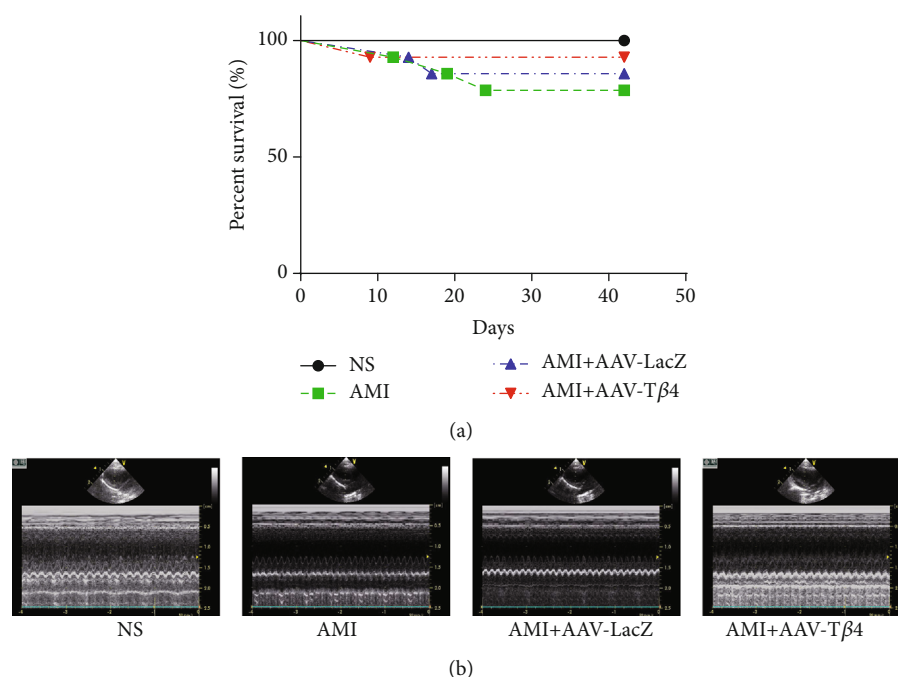 100
50
0
Percent survival (%)
0 10 20 30 40 50
Days
NS AMI+AAV-LacZ
AMI AMI+AAV-Tβ4
(a)
NS AMI AMI+AAV-LacZ AMI+AAV-Tβ4
(b)